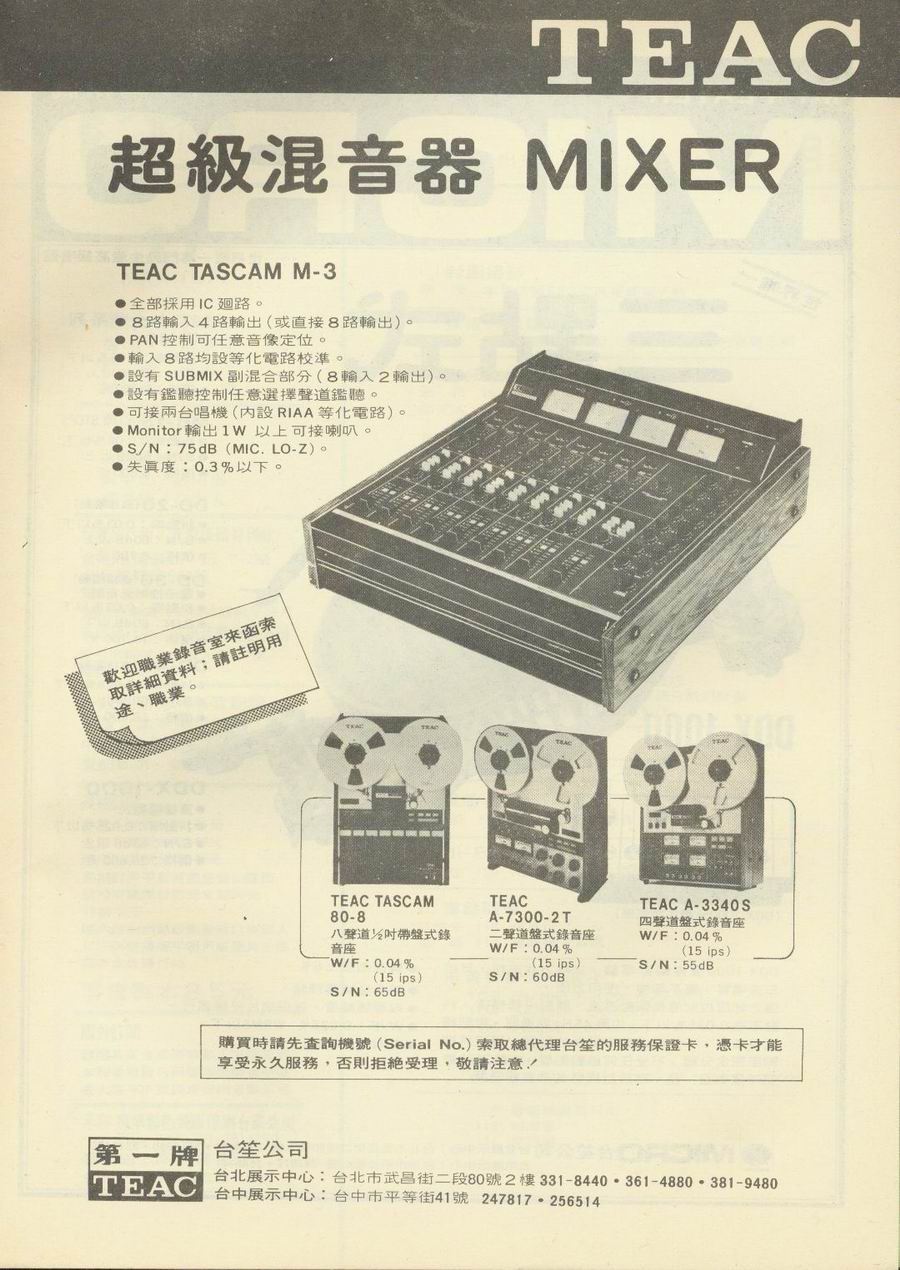 TEAC
超級混音器 MIXER
TEAC TASCAM M-3
●全部採用IC廻路。
●8路輸入4路輸出(或直接8路輸出)。
●PAN控制可任意音像定位。
●輸入8路均設等化電路校準。
●設有SUBMIX副混合部分(8輸入2輸出)。
●設有鑑聽控制任意選擇聲道鑑聽。
●可接兩台唱機(內設RIAA等化電路)。
●Monitor輸出1W 以上可接喇叭。
●S/N:75dB (MIC. LO-Z)。
●失眞度:0.3%以下。
歡迎職業錄音室來函索
取詳細資料;請註明用
途、職業。
TEAC TASCAM
80-8
八聲道½吋帶盤式錄
音座
W/F:0.04%
(15 ips)
S/N:65dB
TEAC
A-7300-2T
二聲道盤式錄音座
W/F:0.04%
(15 ips)
S/N:60dB
TEAC A-3340S
四聲道盤式錄音座
W/F:0.04%
(15 ips)
S/N:55dB
購買時請先查詢機號(Serial No.)索取總代理台笙的服務保證卡,憑卡才能
享受永久服務,否則拒絶受理,敬請注意!
第一牌
TEAC
台笙公司
台北展示中心:台北市武昌街二段80號2樓 331-8440•361-4880•381-9480
台中展示中心:台中市平等街41號 247817•256514